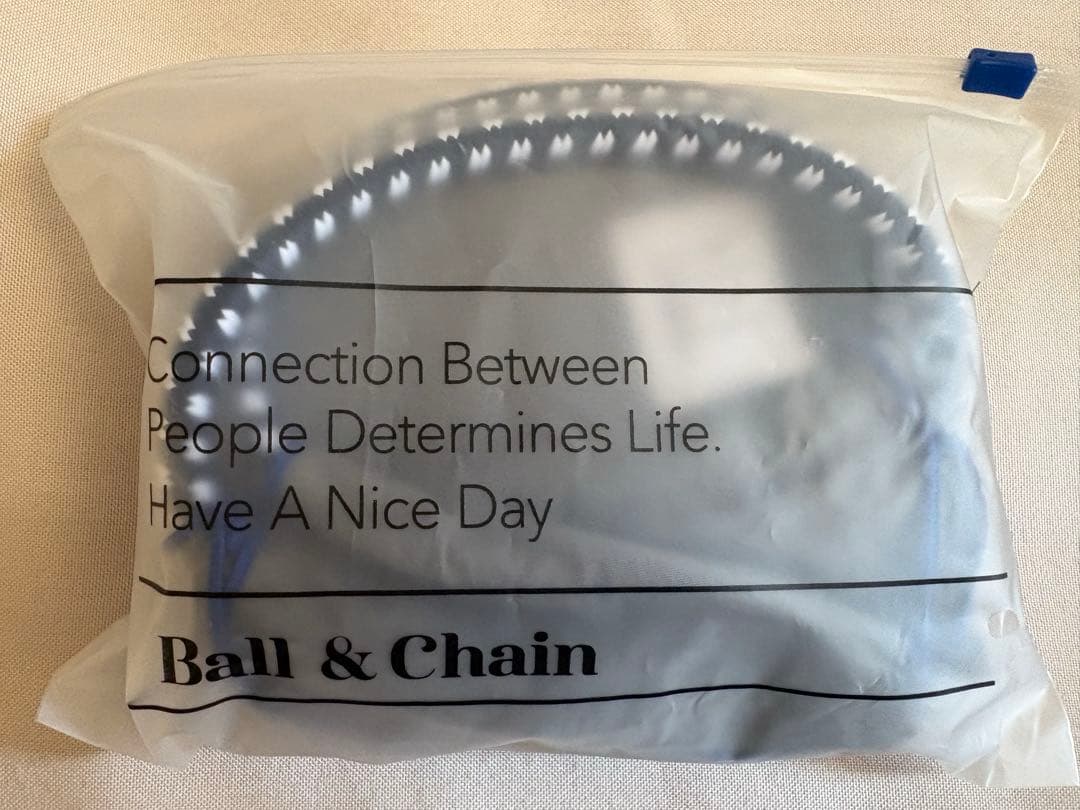 Connection Between
People Determines Life.
Have A Nice Day
Ball & Chain